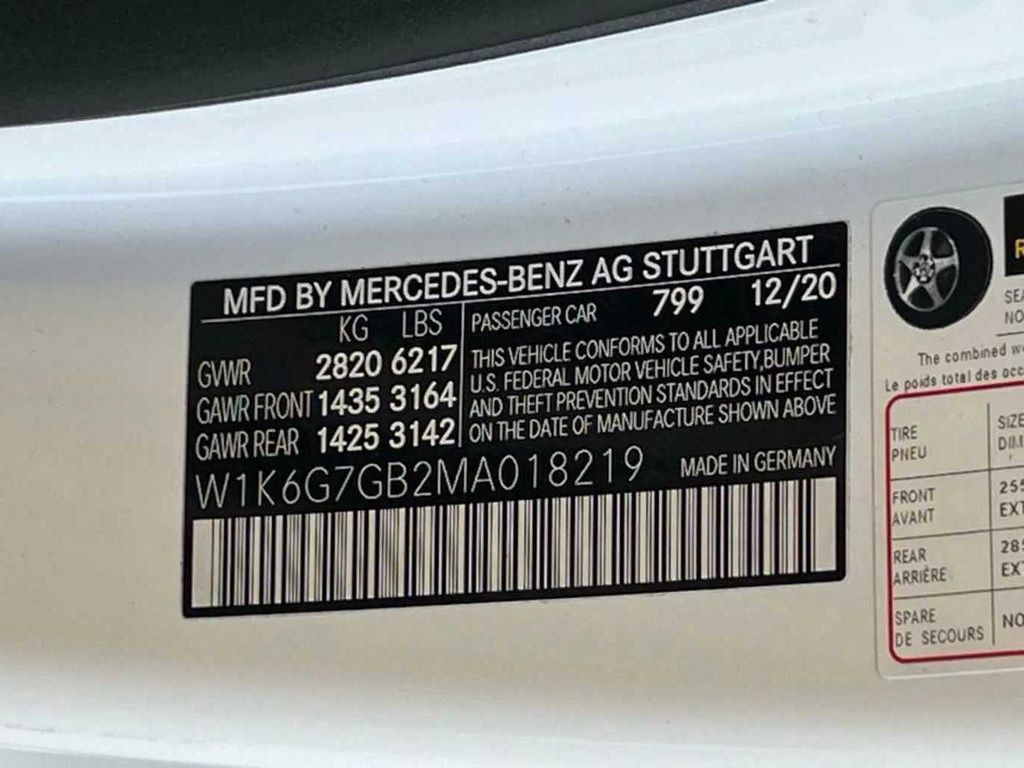 MFD BY MERCEDES-BENZ AG STUTTGART
KG LBS
GVWR 2820 6217
GAWR FRONT 1435 3164
GAWR REAR 1425 3142
PASSENGER CAR 799 12/20
THIS VEHICLE CONFORMS TO ALL APPLICABLE
U.S. FEDERAL MOTOR VEHICLE SAFETY,BUMPER
AND THEFT PREVENTION STANDARDS IN EFFECT
ON THE DATE OF MANUFACTURE SHOWN ABOVE
W1K6G7GB2MA018219 MADE IN GERMANY
The combined
Le poids total des
TIRE
PNEU
SIZE
FRONT
AVANT
255
REAR
ARRIÈRE
285
SPARE
DE SECOURS